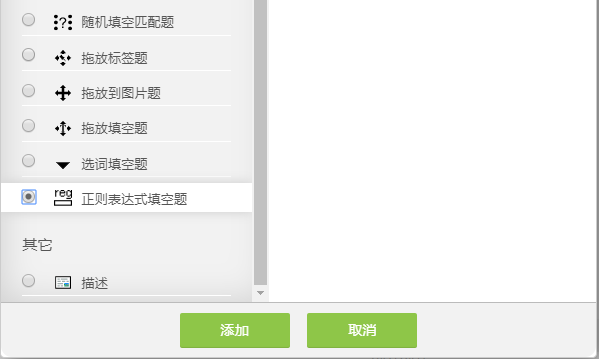 随机填空匹配题
拖放标签题
拖放到图片题
拖放填空题
选词填空题
reg 正则表达式填空题
其它
描述
添加 取消